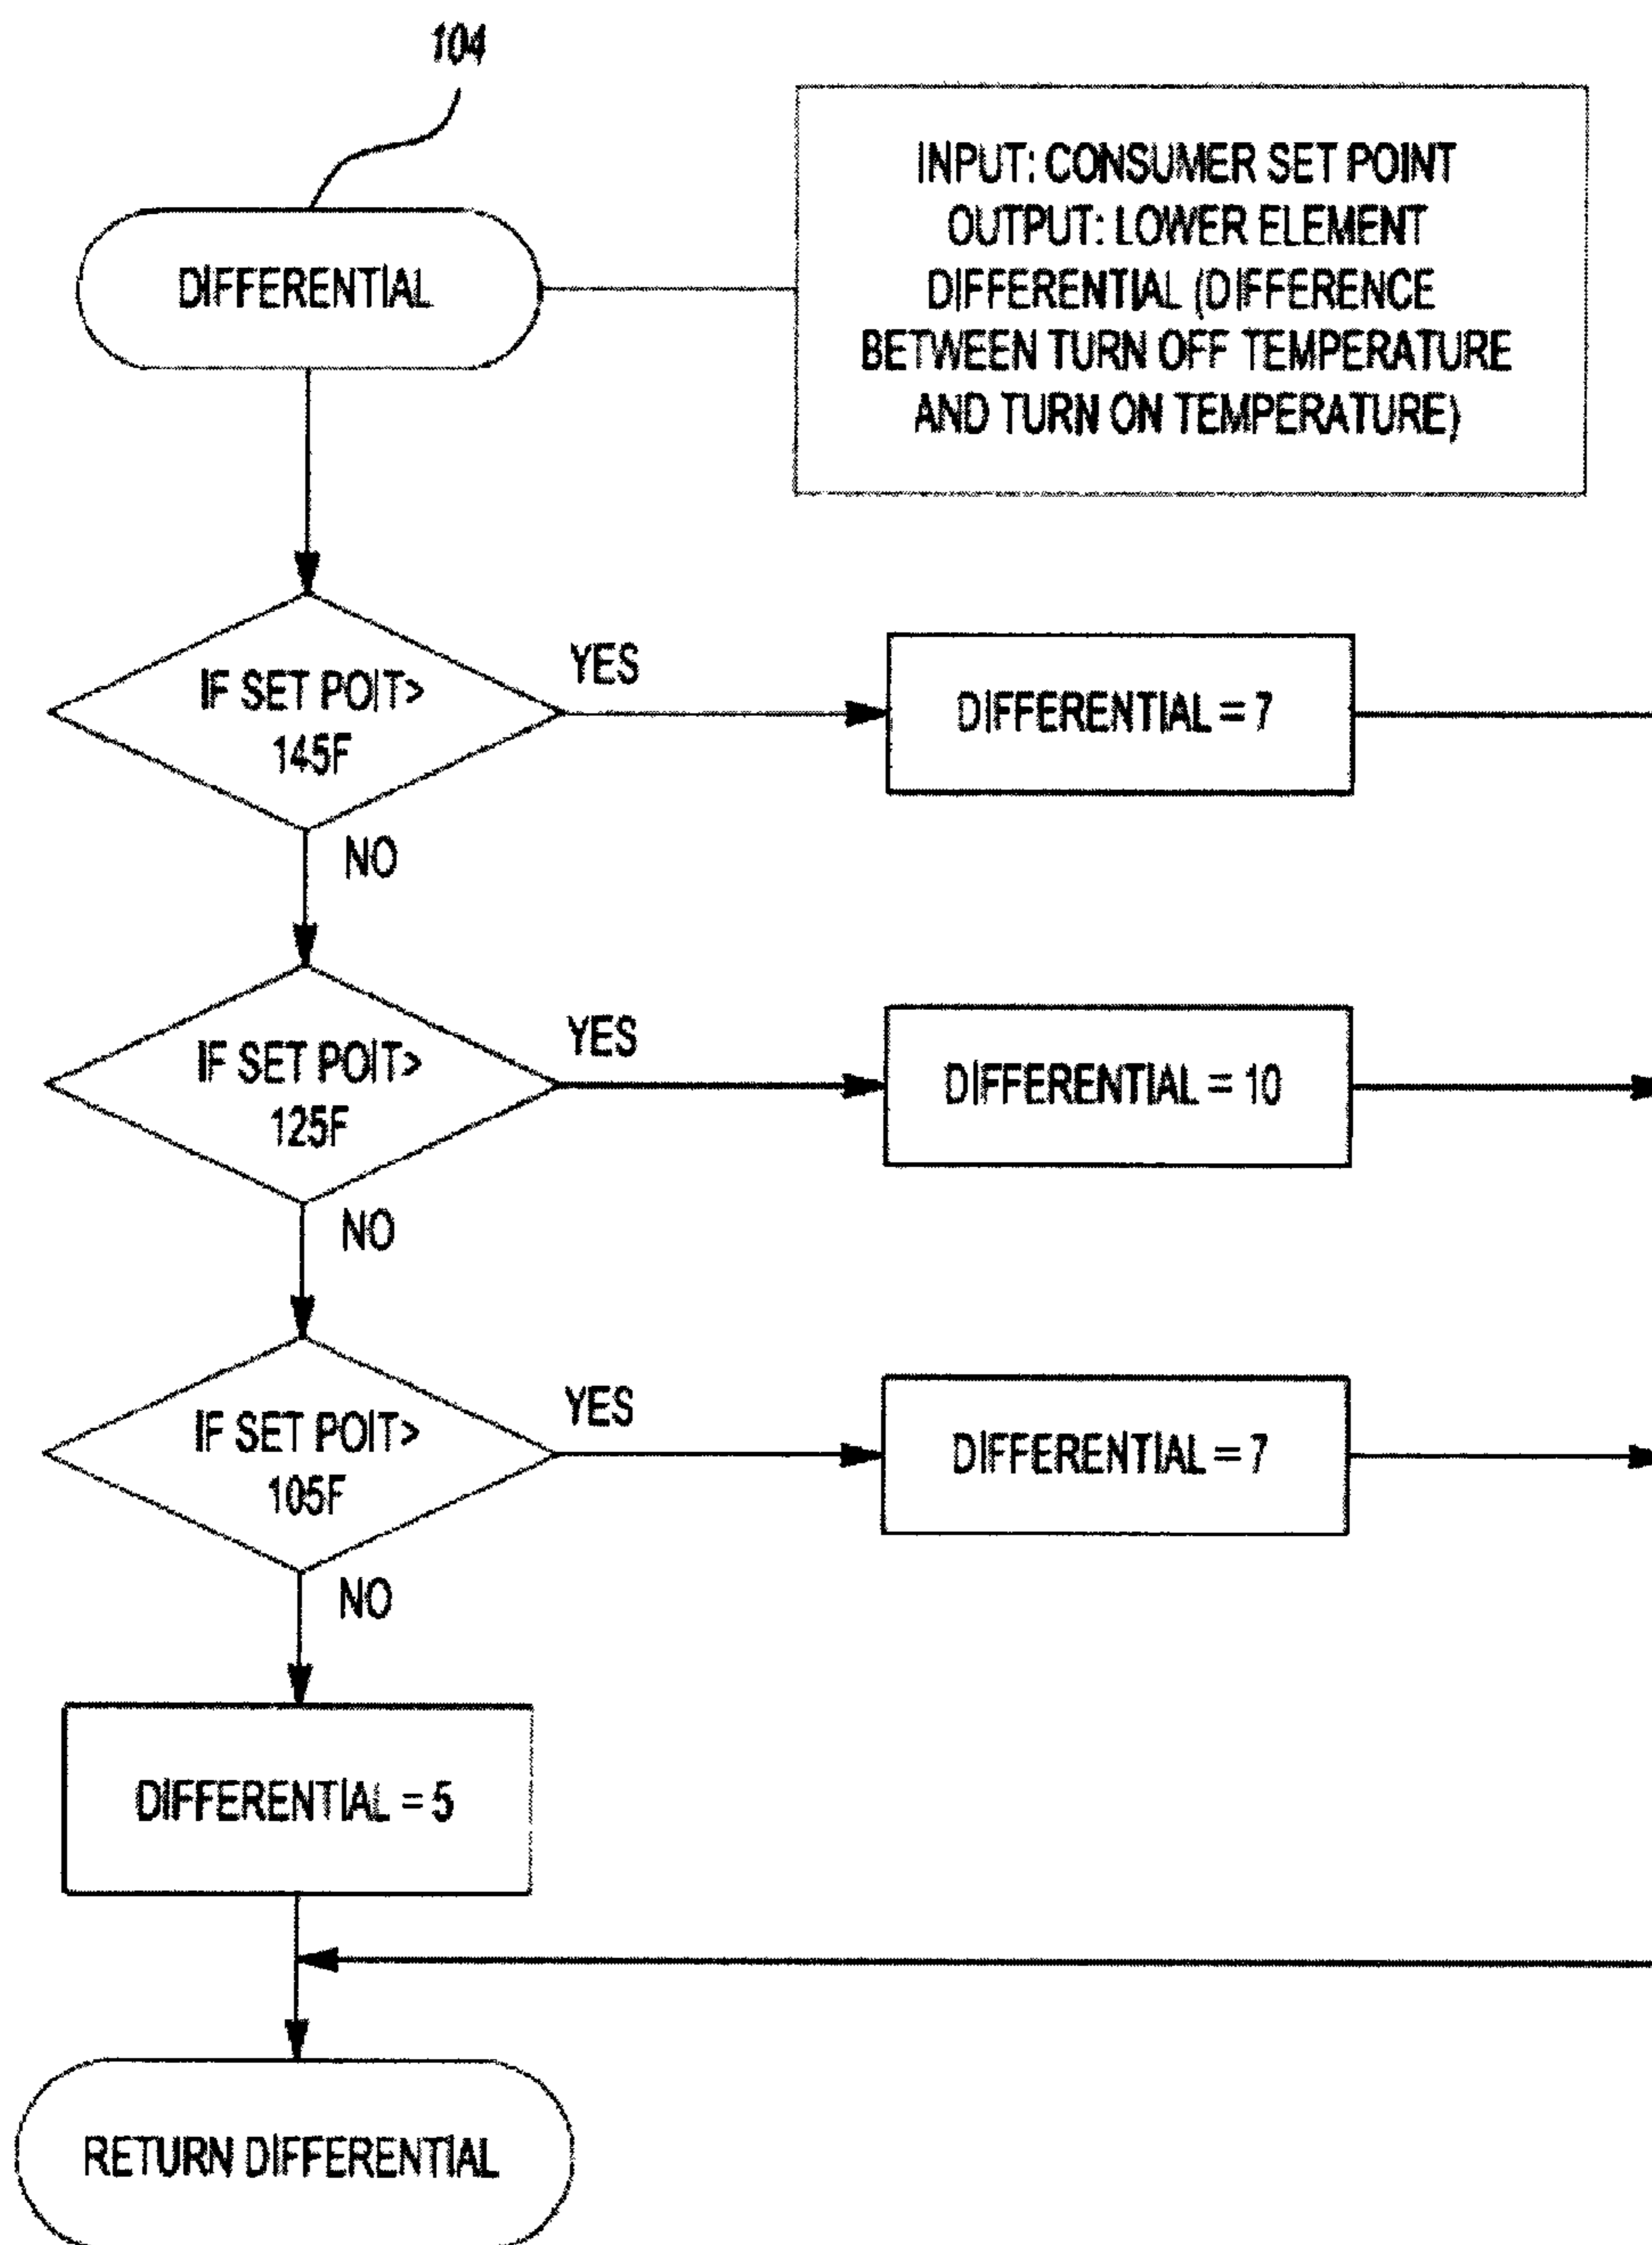 104
DIFFERENTIAL
INPUT: CONSUMER SET POINT
OUTPUT: LOWER ELEMENT
DIFFERENTIAL (DIFFERENCE
BETWEEN TURN OFF TEMPERATURE
AND TURN ON TEMPERATURE)
IF SET POIT>
145F
YES
DIFFERENTIAL = 7
NO
IF SET POIT>
125F
YES
DIFFERENTIAL = 10
NO
IF SET POIT>
105F
YES
DIFFERENTIAL = 7
NO
DIFFERENTIAL = 5
RETURN DIFFERENTIAL